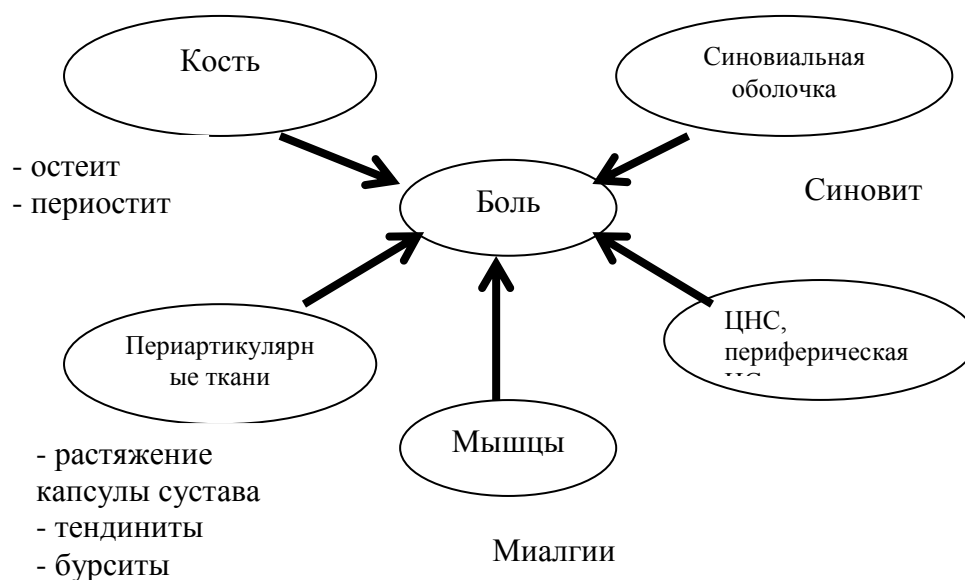 Кость
- остеит
- периостит
Синовиальная
оболочка
Синовит
Боль
Периартикулярн
ые ткани
- растяжение
капсулы сустава
- тендиниты
- бурситы
Мышцы
Миалгии
ЦНС,
периферическая